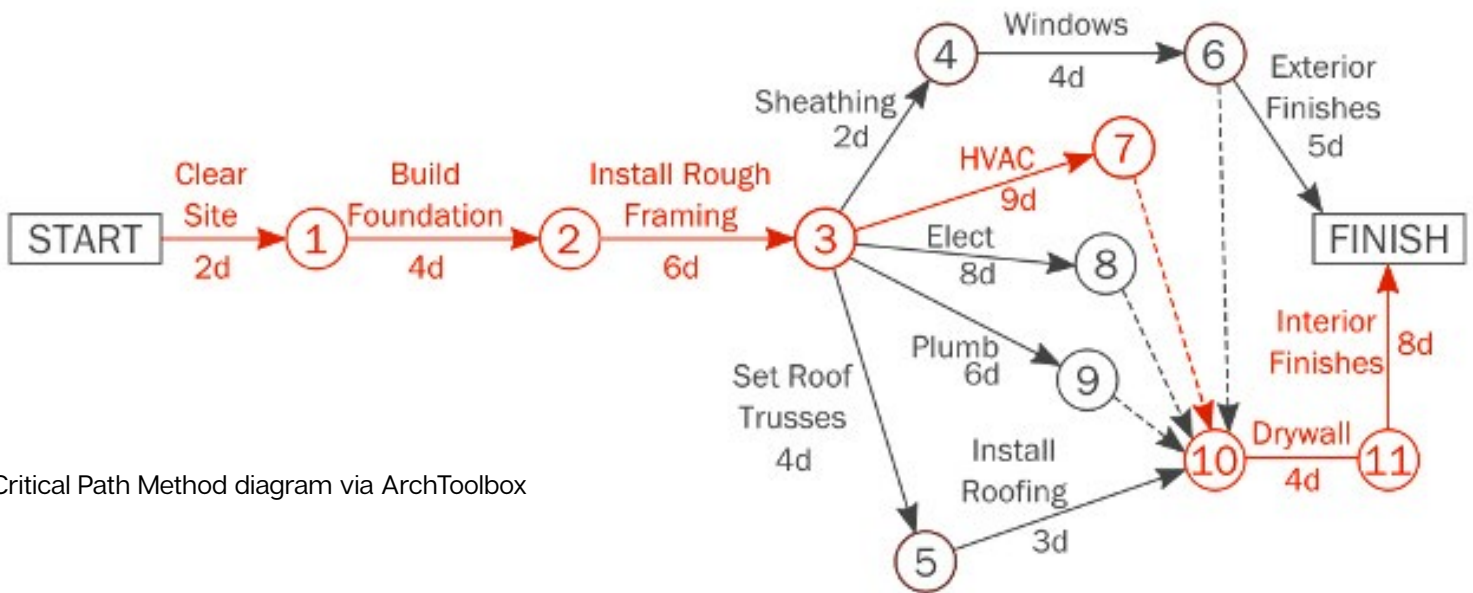 Windows
4
6
4d
Exterior
Finishes
5d
Sheathing
2d
HVAC
9d
7
Clear
Site
2d
Build
Foundation
4d
Install Rough
Framing
6d
START
1
2
3
Elect
8d
8
FINISH
Plumb
6d
9
Interior
Finishes
8d
Set Roof
Trusses
4d
Install
Roofing
3d
10
Drywall
4d
11
5
Critical Path Method diagram via ArchToolbox